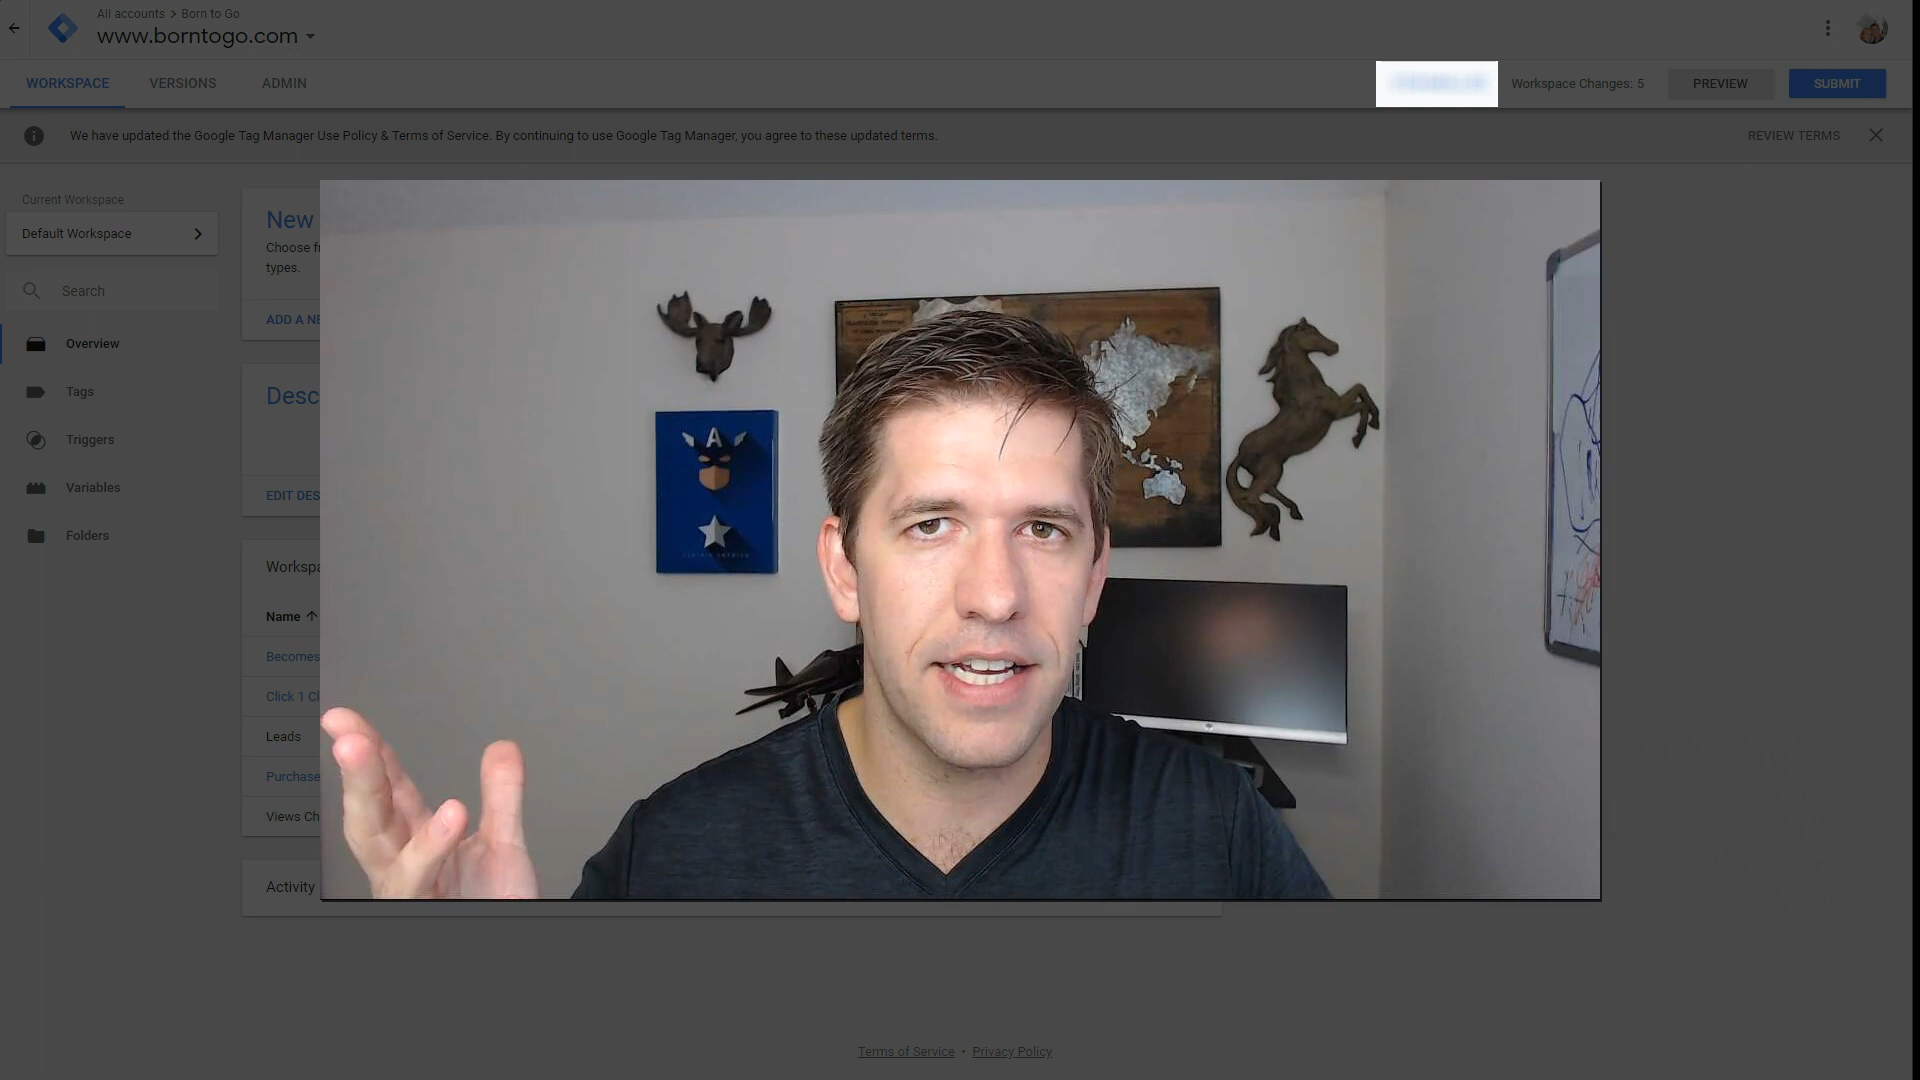 All accounts > Born to Go
www.borntogo.com
WORKSPACE VERSIONS ADMIN
Workspace Changes: 5 PREVIEW SUBMIT
We have updated the Google Tag Manager Use Policy & Terms of Service. By continuing to use Google Tag Manager, you agree to these updated terms.
REVIEW TERMS
Current Workspace
Default Workspace
Search
Overview
Tags
Triggers
Variables
Folders
New
Choose
types.
ADD A
Desc
EDIT DES
Workspa
Name
Becomes
Click 1 Cl
Leads
Purchase
Views Ch
Activity
A
Terms of Service • Privacy Policy